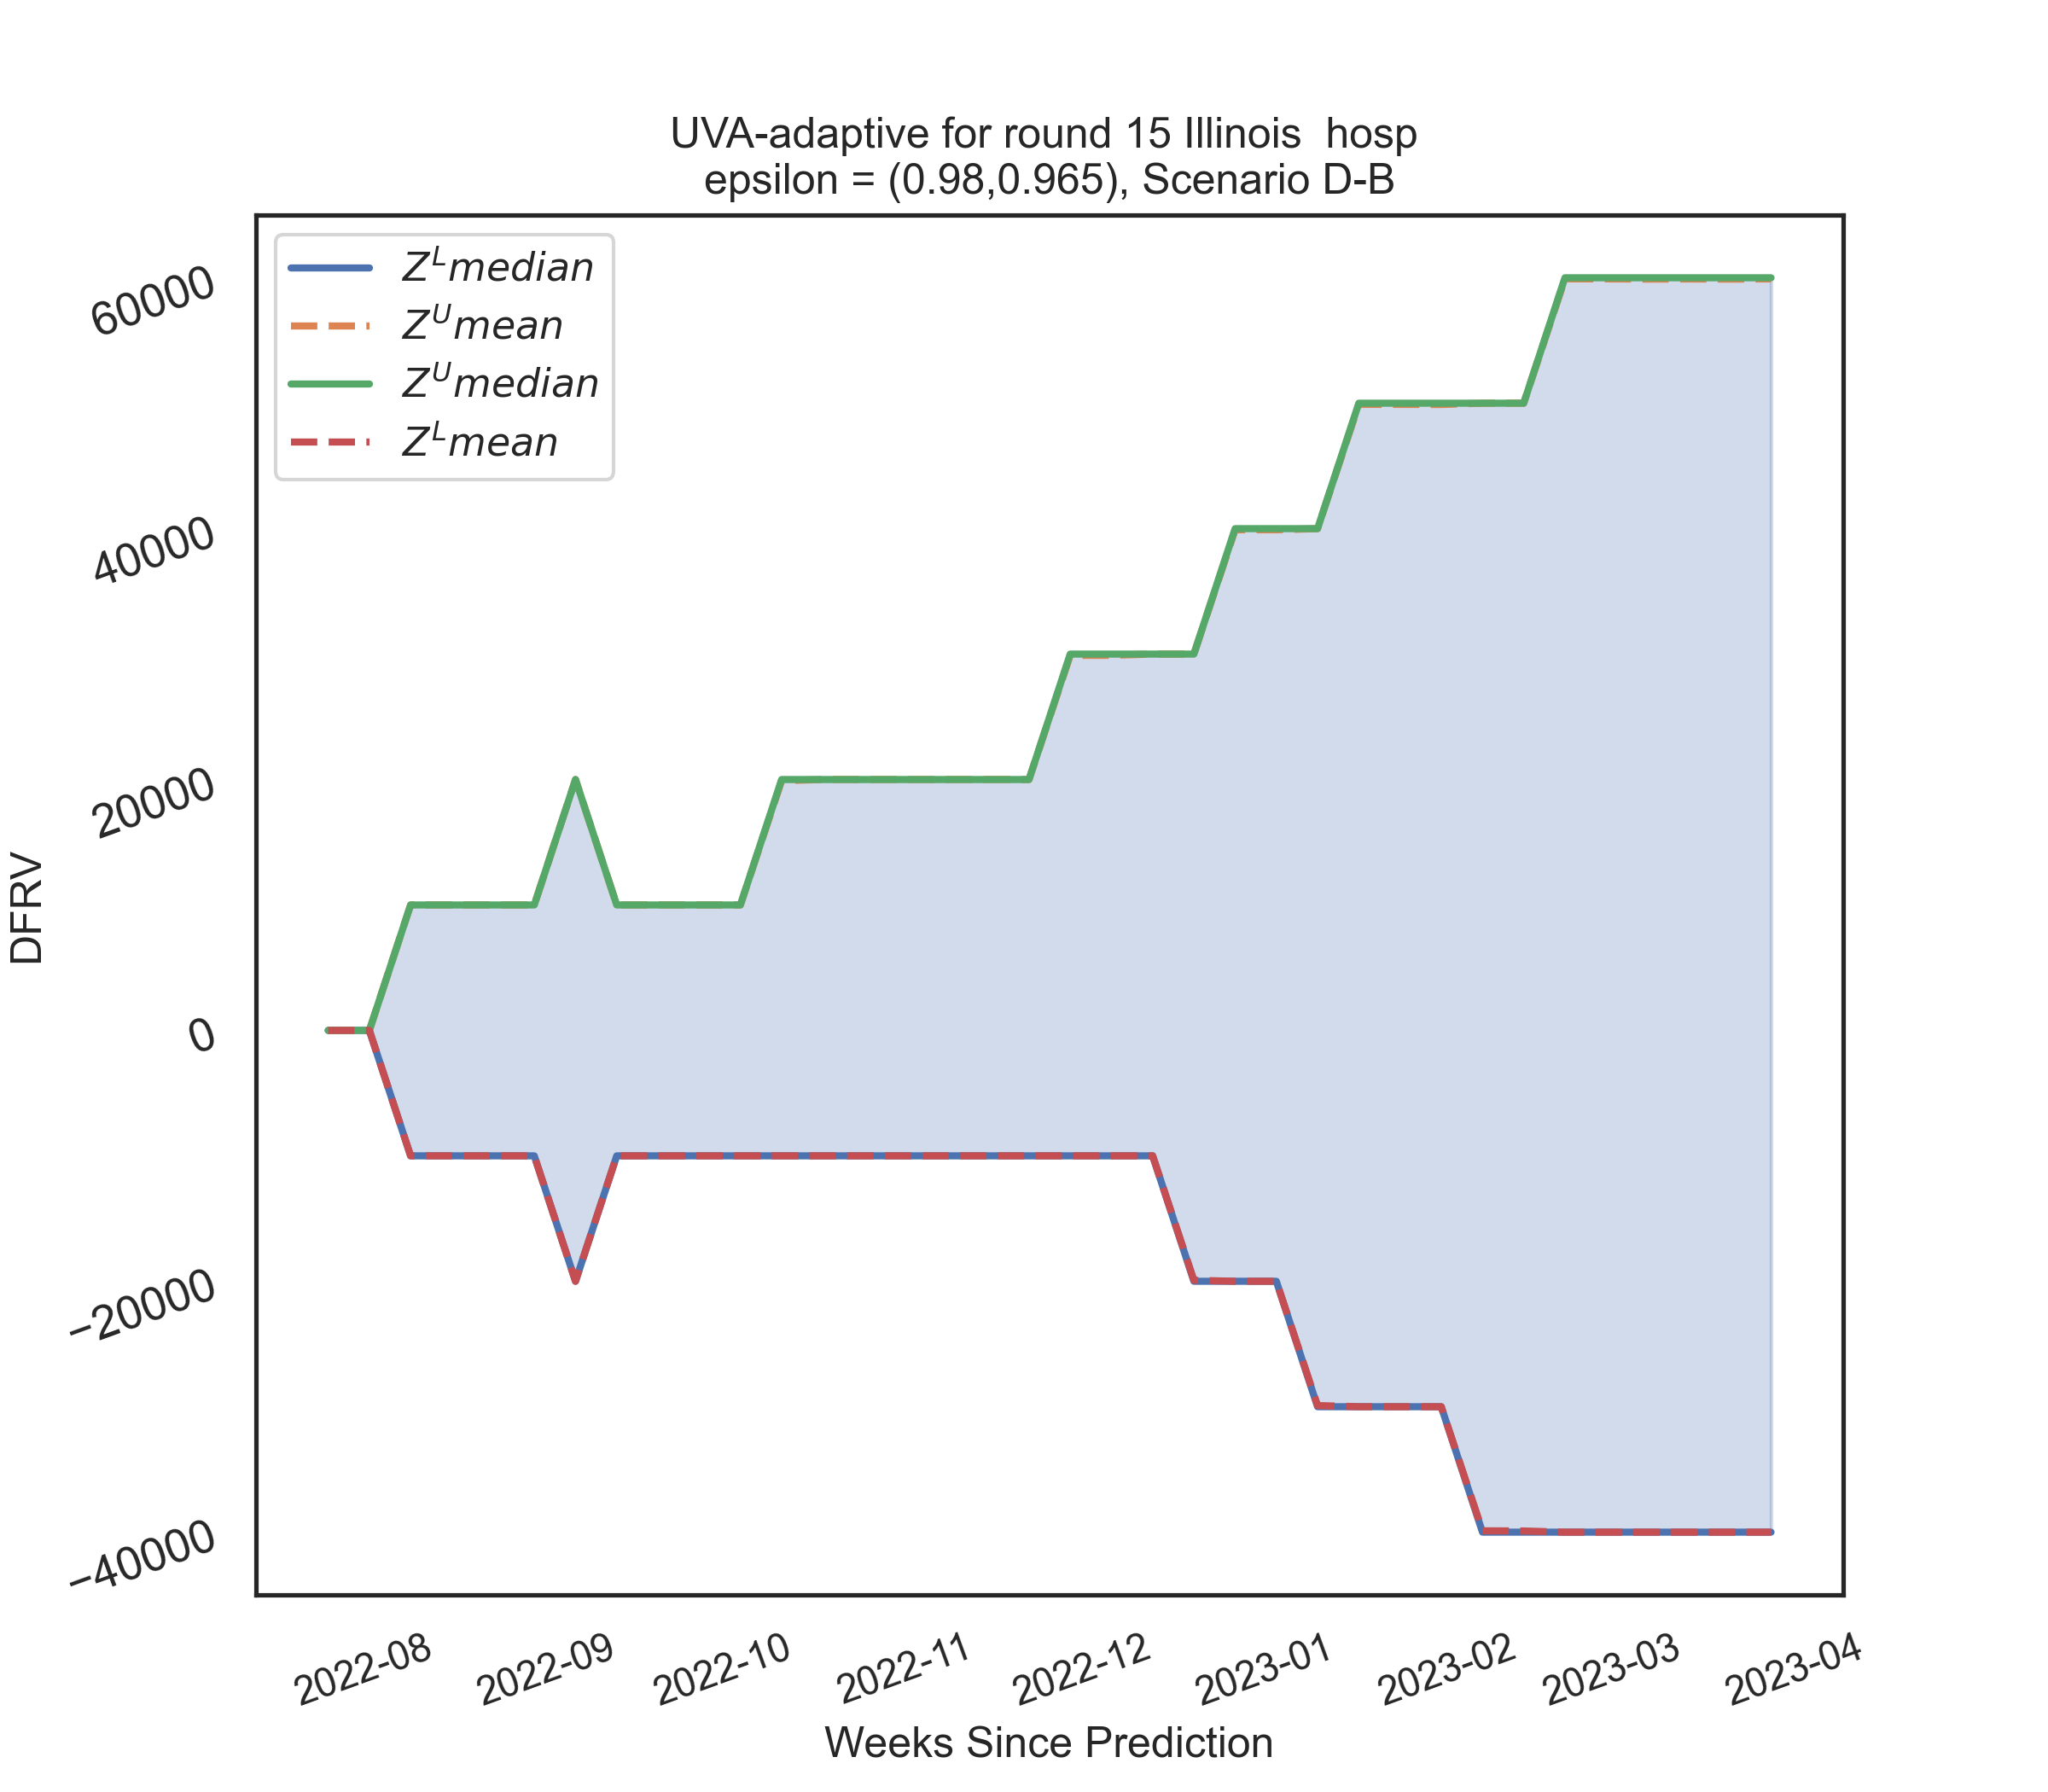 UVA-adaptive for round 15 Illinois  hosp
epsilon = (0.98,0.965), Scenario D-B
Z^L median
Z^U mean
Z^U median
Z^L mean
60000
40000
20000
0
−20000
−40000
DFRV
2022-08
2022-09
2022-10
2022-11
2022-12
2023-01
2023-02
2023-03
2023-04
Weeks Since Prediction